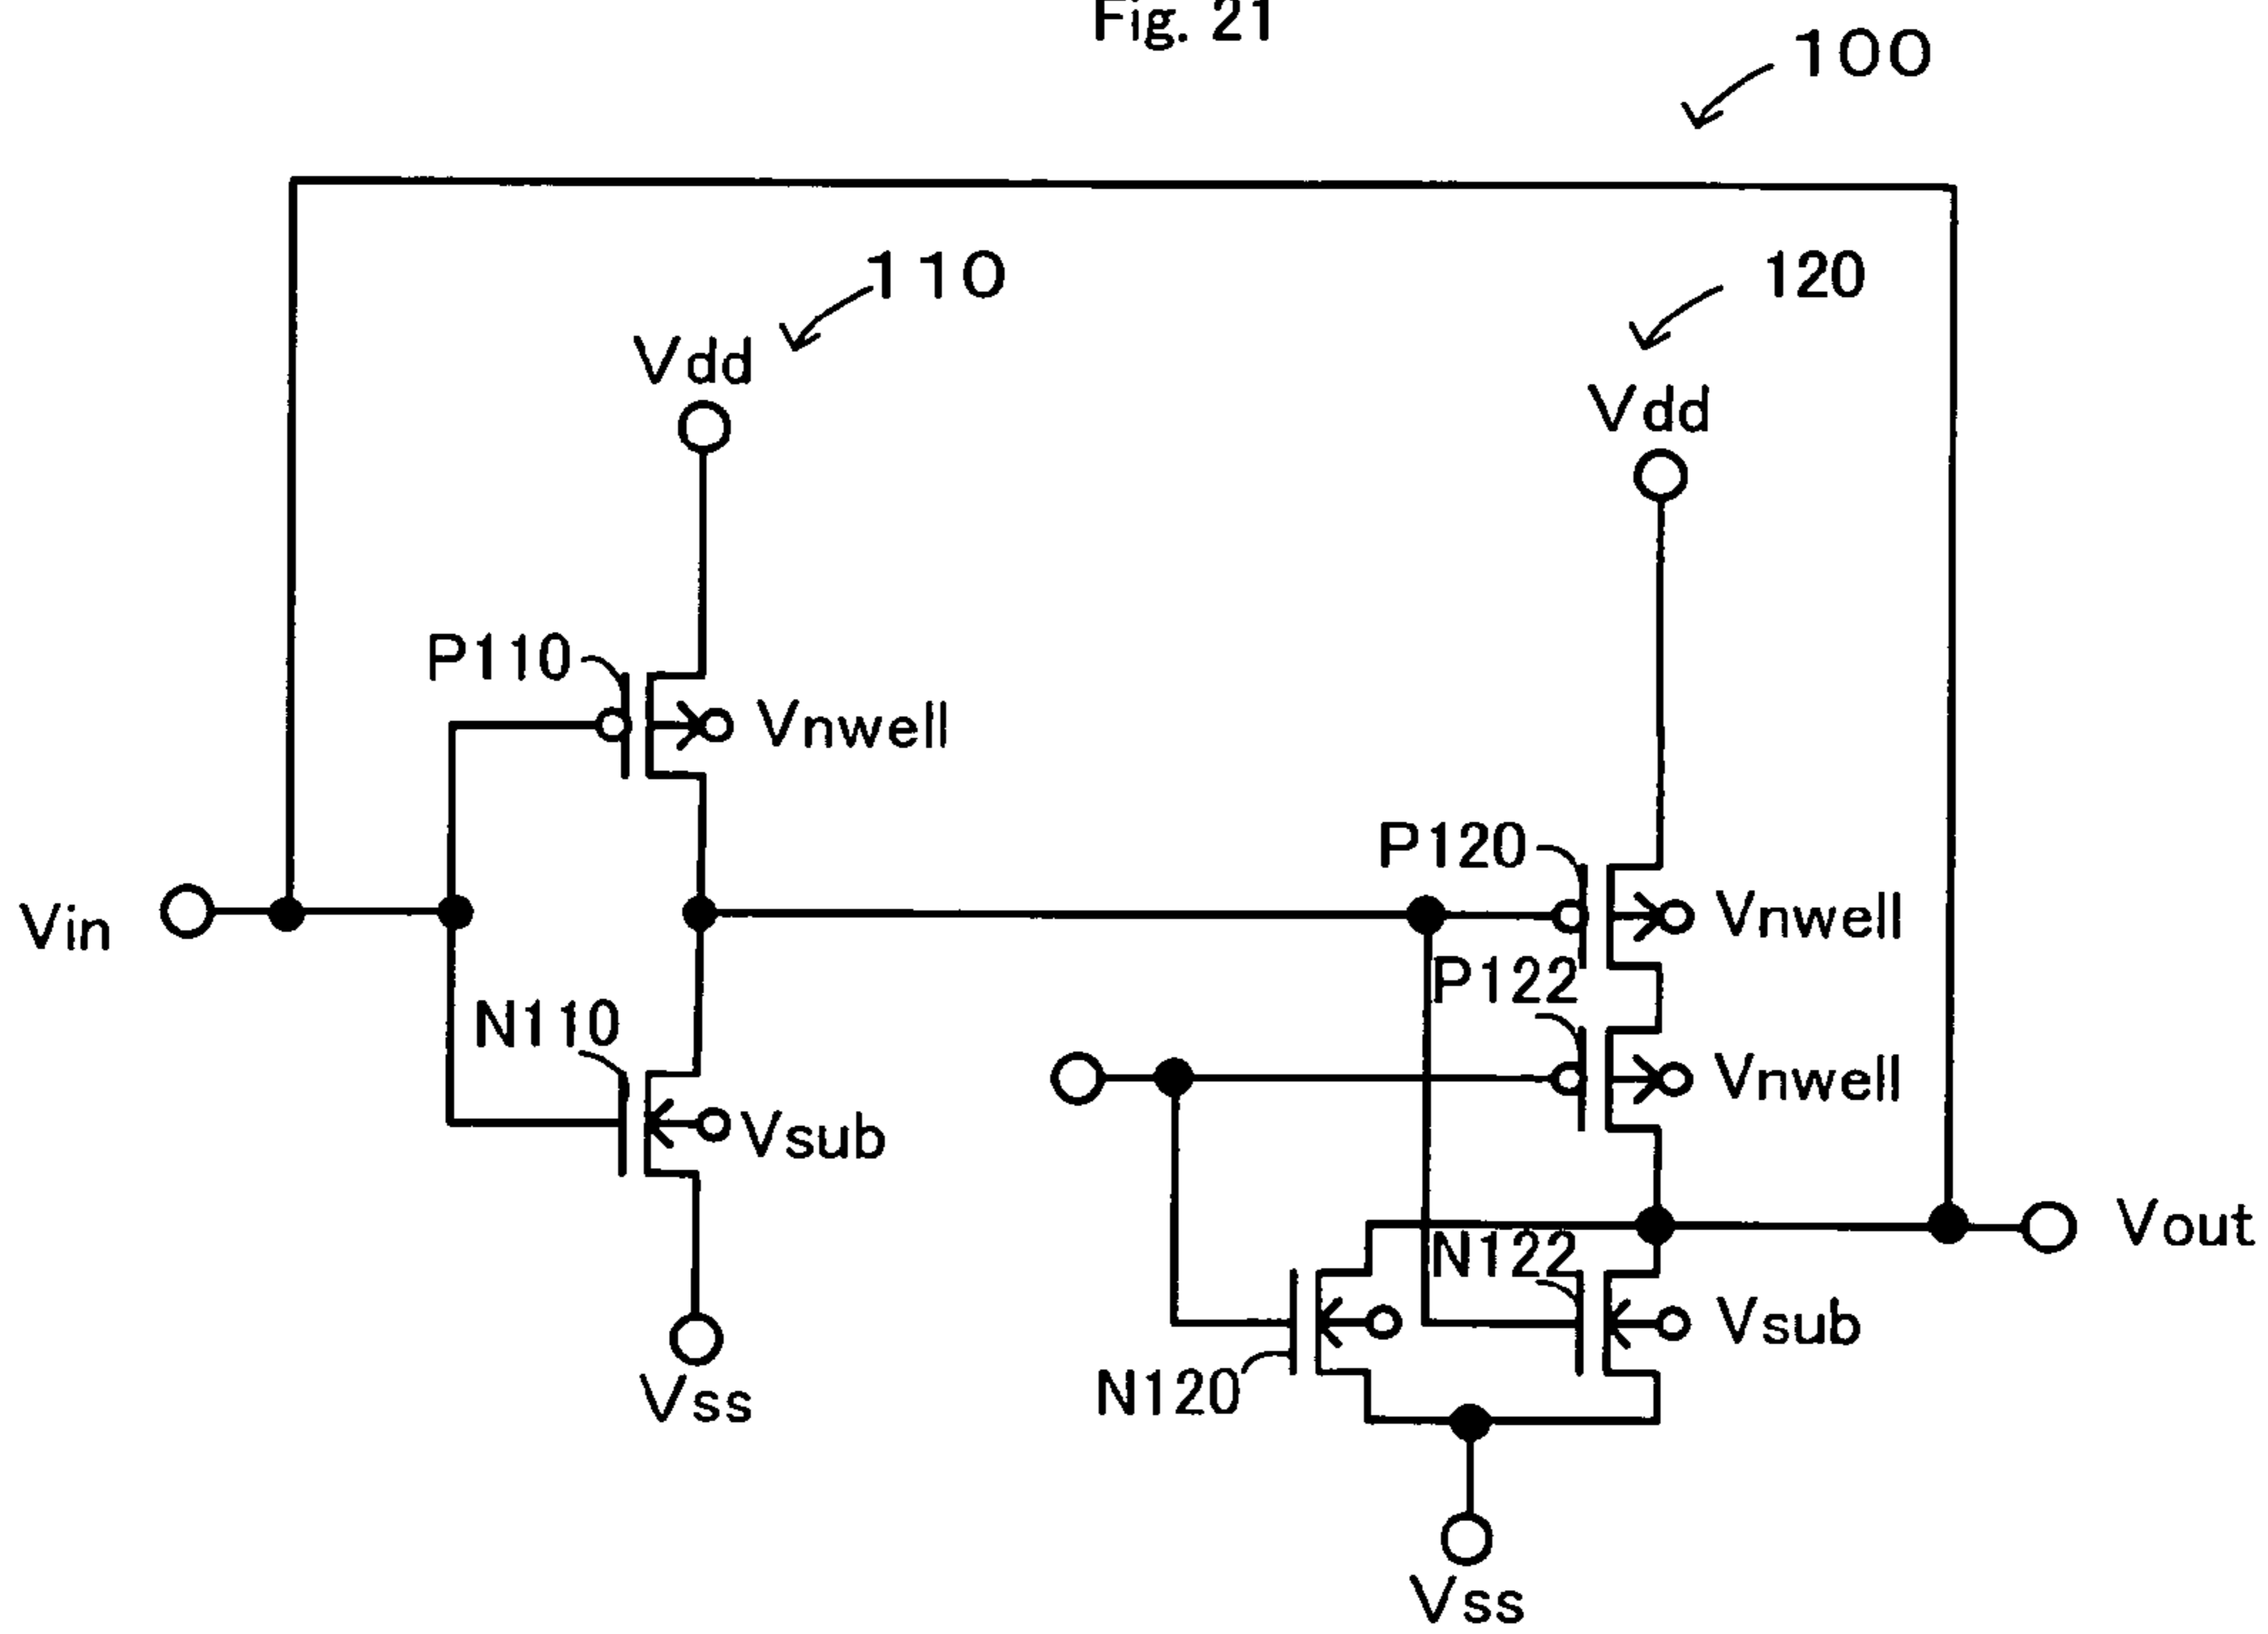 Fig. 21
100
110
120
Vdd
Vdd
P110
Vnwell
P120
Vnwell
Vin
P122
N110
Vnwell
Vsub
Vout
N122
Vsub
N120
Vss
Vss